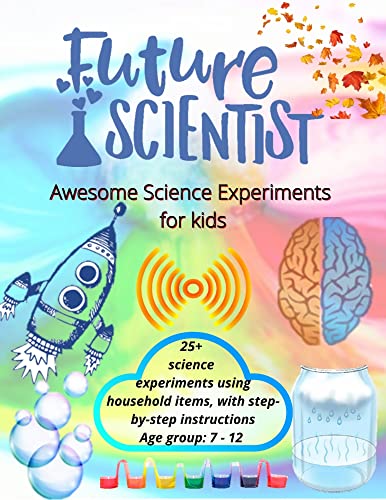 Future
SCIENTIST
Awesome Science Experiments
for kids
25+
science
experiments using
household items, with step-
by-step instructions
Age group: 7 - 12